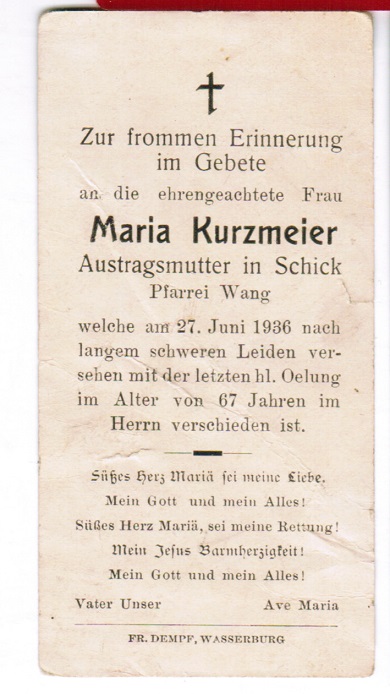 Zur frommen Erinnerung
im Gebete
an die ehrengeachtete Frau
Maria Kurzmeier
Austragsmutter in Schick
Pfarrei Wang
welche am 27. Juni 1936 nach
langem schweren Leiden ver-
sehen mit der letzten hl. Oelung
im Alter von 67 Jahren im
Herrn verschieden ist.
Süßes Herz Mariä sei meine Liebe.
Mein Gott und mein Alles!
Süßes Herz Mariä, sei meine Rettung!
Mein Jesus Barmherzigkeit!
Mein Gott und mein Alles!
Vater Unser Ave Maria
FR. DEMPF, WASSERBURG